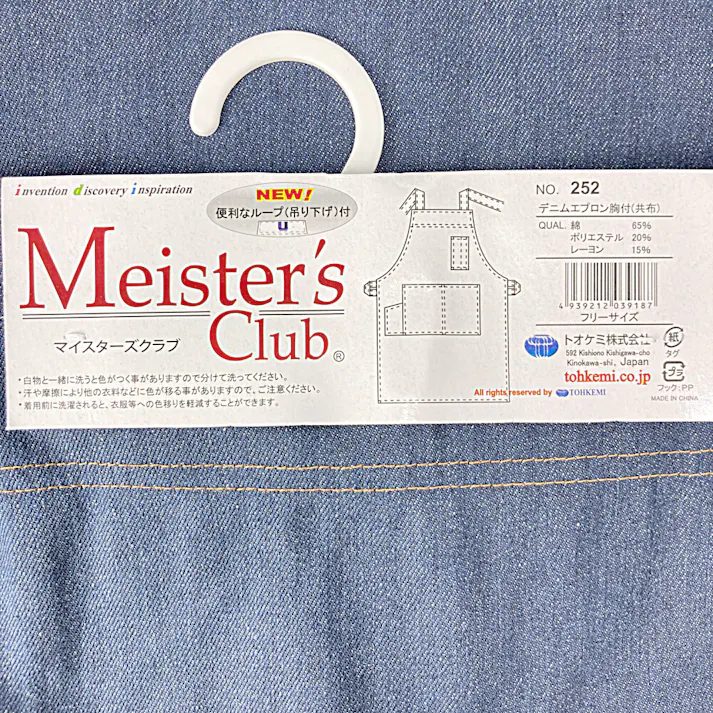 invention discovery inspiration
NEW!
便利なループ(吊り下げ)付
Meister's
Club®
マイスターズクラブ
・白物と一緒に洗うと色がつく事がありますので分けて洗ってください。
・汗や摩擦により他の衣料などに色が移る事がありますので、ご注意ください。
・着用前に洗濯されると、衣服等への色移りを軽減することができます。
NO. 252
デニムエプロン胸付(共布)
QUAL. 綿 65%
ポリエステル 20%
レーヨン 15%
4 939212 039187
フリーサイズ
トオケミ株式会社
592 Kishiono Kishigawa-cho
Kinokawa-shi, Japan
tohkemi.co.jp
紙
タグ
プラ
フック:PP
MADE IN CHINA
All rights reserved by TOHKEMI